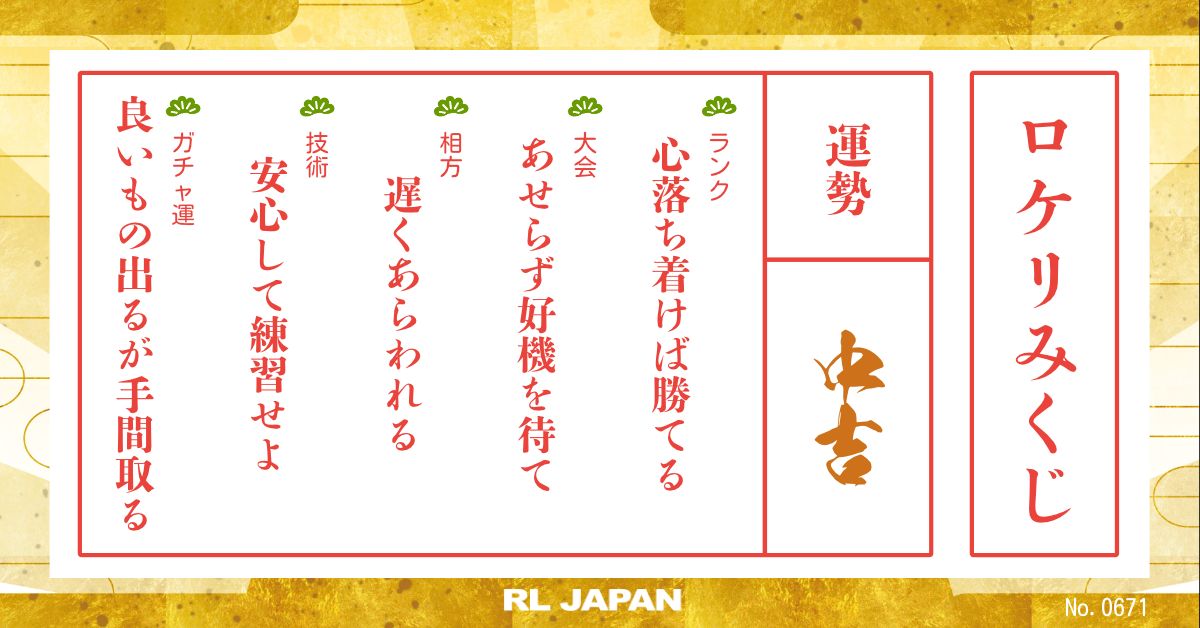 ロケリみくじ
運勢
中吉
ランク
心落ち着けば勝てる
大会
あせらず好機を待て
相方
遅くあらわれる
技術
安心して練習せよ
ガチャ運
良いもの出るが手間取る
RL JAPAN
No. 0671